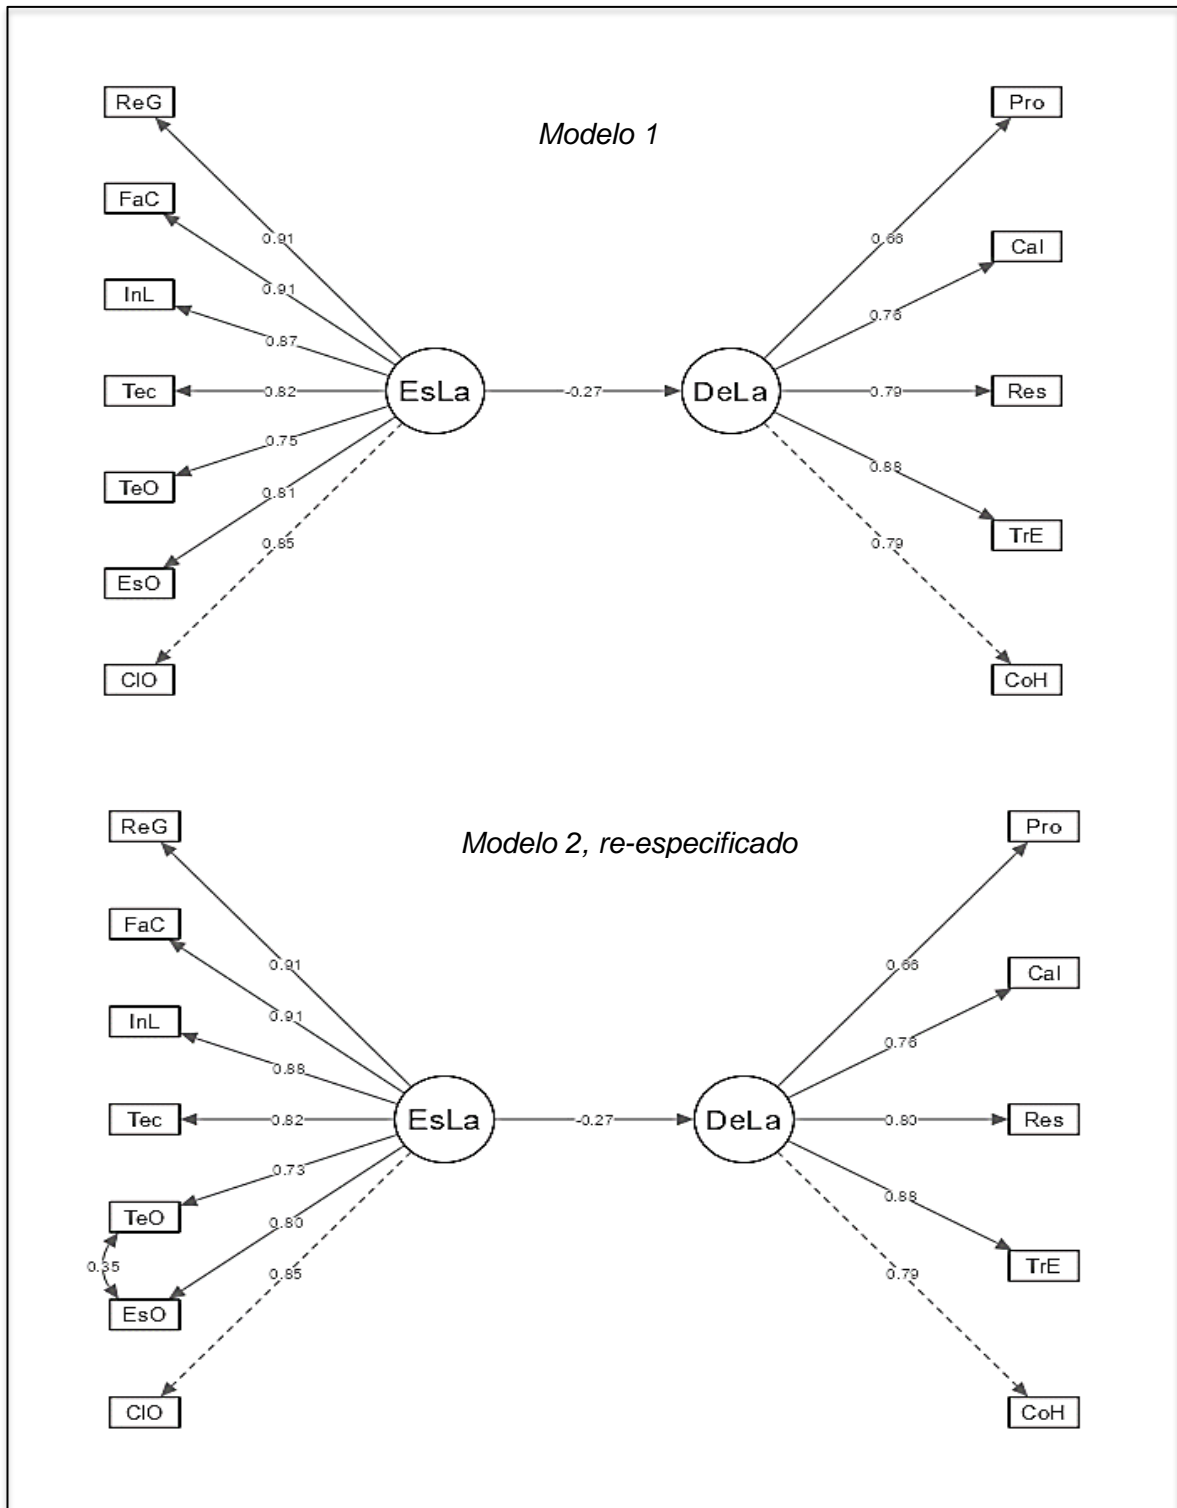 Modelo 1
ReG
Pro
FaC
Cal
0.91
0.66
InL
0.91
0.76
0.87
Tec
0.82
EsLa
-0.27
DeLa
0.79
Res
0.75
TeO
0.81
0.88
TrE
0.85
0.79
EsO
ClO
CoH
Modelo 2, re-especificado
ReG
Pro
FaC
Cal
0.91
0.66
InL
0.91
0.76
0.88
Tec
0.82
EsLa
-0.27
DeLa
0.80
Res
0.73
TeO
0.80
0.88
0.35
TrE
0.85
0.79
EsO
ClO
CoH